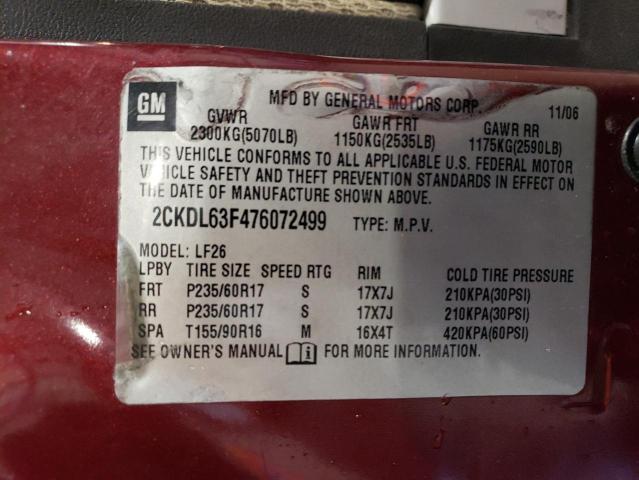 GM
MFD BY GENERAL MOTORS CORP. 11/06
GVWR GAWR FRT GAWR RR
2300KG(5070LB) 1150KG(2535LB) 1175KG(2590LB)
THIS VEHICLE CONFORMS TO ALL APPLICABLE U.S. FEDERAL MOTOR
VEHICLE SAFETY AND THEFT PREVENTION STANDARDS IN EFFECT ON
THE DATE OF MANUFACTURE SHOWN ABOVE.
2CKDL63F476072499 TYPE: M.P.V.
MODEL: LF26
LPBY TIRE SIZE SPEED RTG RIM COLD TIRE PRESSURE
FRT P235/60R17 S 17X7J 210KPA(30PSI)
RR P235/60R17 S 17X7J 210KPA(30PSI)
SPA T155/90R16 M 16X4T 420KPA(60PSI)
SEE OWNER'S MANUAL i FOR MORE INFORMATION.